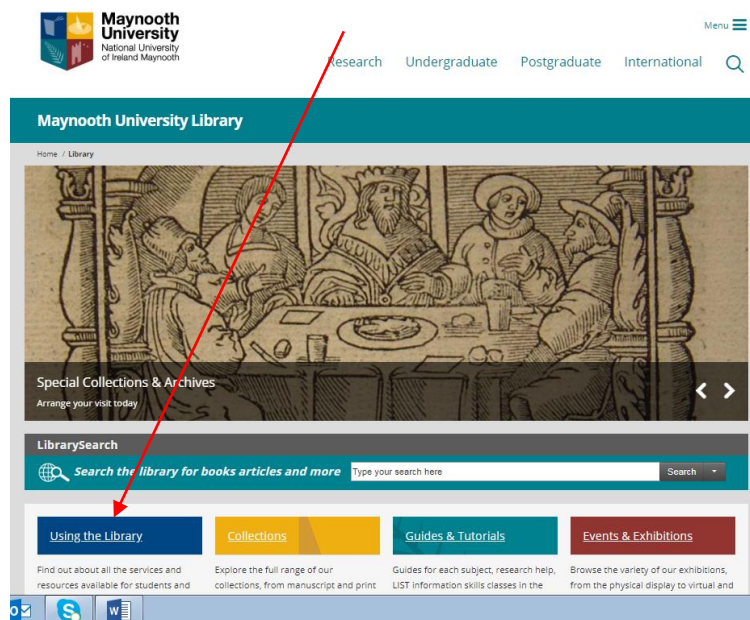 Maynooth
University
National University
of Ireland Maynooth
Menu
Research Undergraduate Postgraduate International
Maynooth University Library
Home / Library
Special Collections & Archives
Arrange your visit today
LibrarySearch
Search the library for books articles and more Type your search here Search
Using the Library Collections Guides & Tutorials Events & Exhibitions
Find out about all the services and Explore the full range of our Guides for each subject, research help, Browse the variety of our exhibitions,
resources available for students and collections, from manuscript and print LIST information skills classes in the from the physical display to virtual and